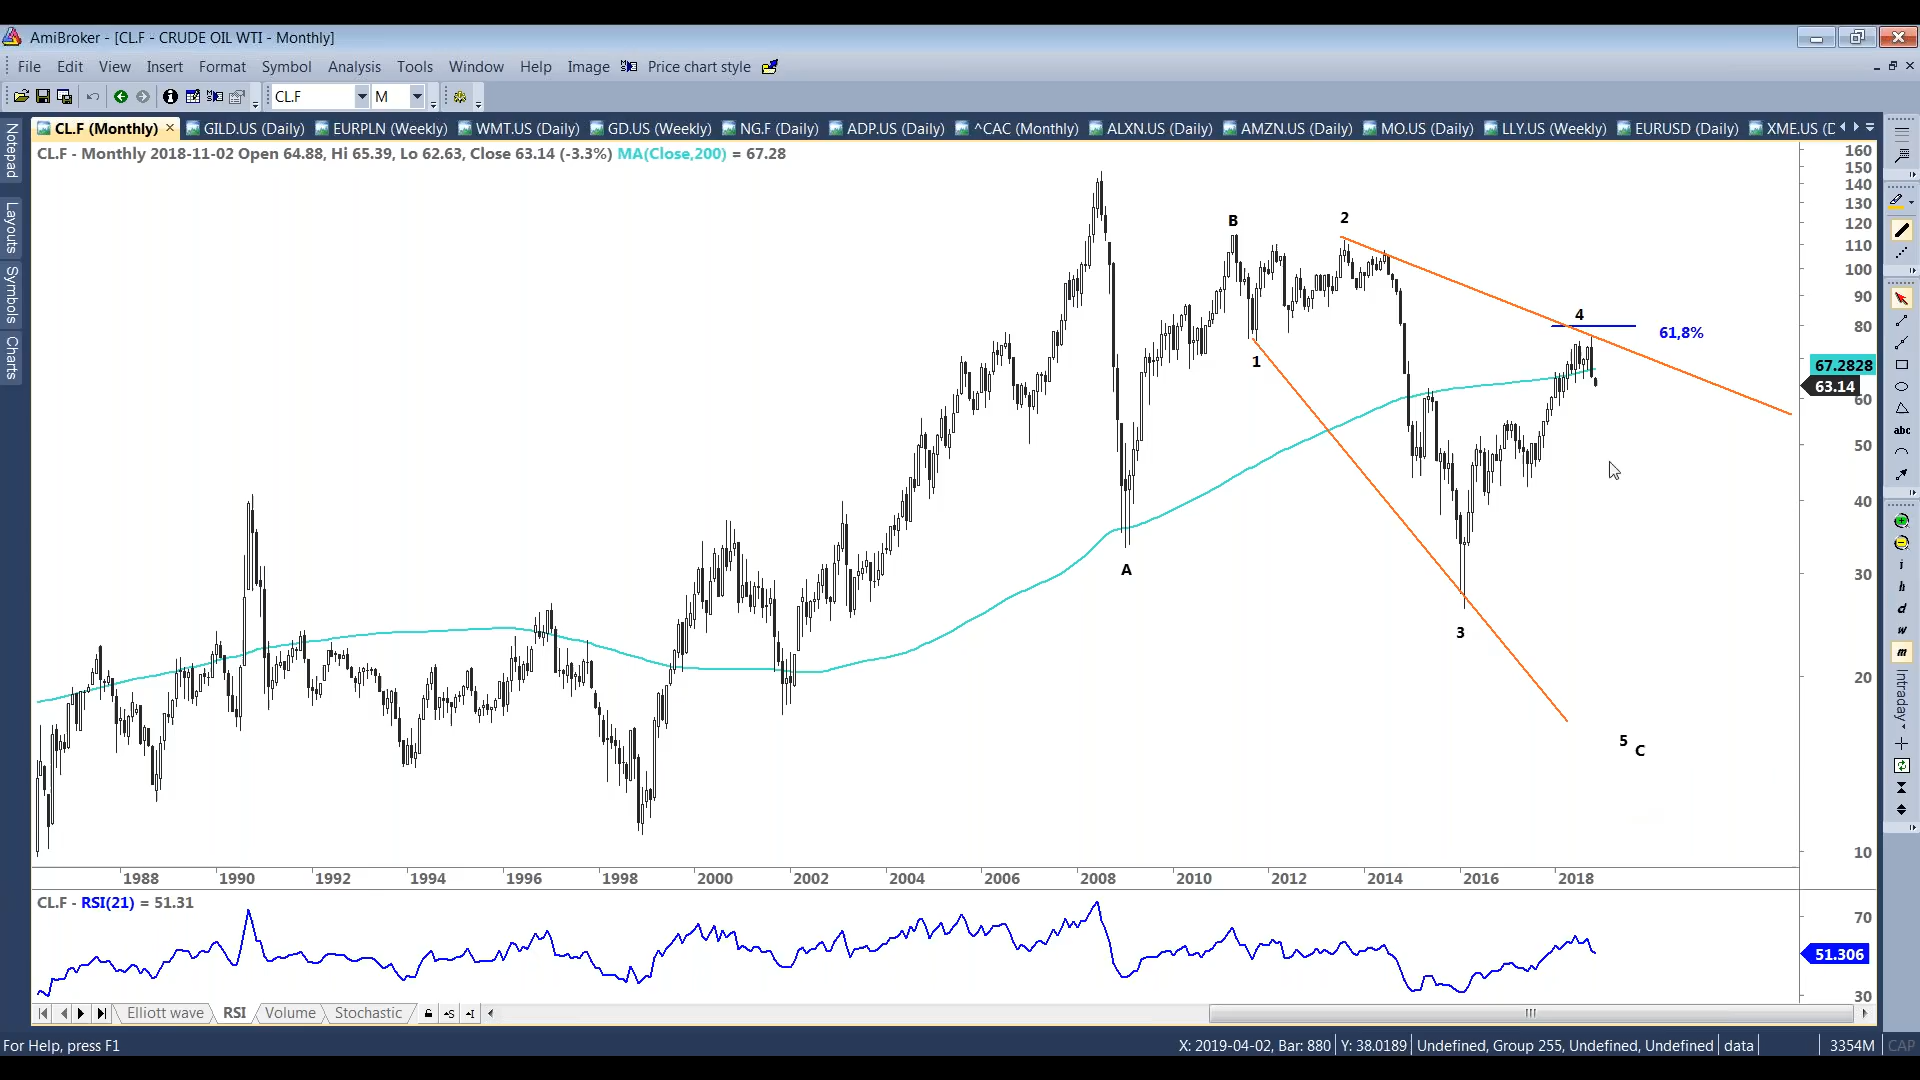 AmiBroker - [CL.F - CRUDE OIL WTI - Monthly]
File Edit View Insert Format Symbol Analysis Tools Window Help Image Price chart style
CL.F M
CL.F (Monthly) GILD.US (Daily) EURPLN (Weekly) WMT.US (Daily) GD.US (Weekly) NG.F (Daily) ADP.US (Daily) ^CAC (Monthly) ALXN.US (Daily) AMZN.US (Daily) MO.US (Daily) LLY.US (Weekly) EURUSD (Daily) XME.US (D
Notepad
Layouts
Symbols
Charts
CL.F - Monthly 2018-11-02 Open 64.88, Hi 65.39, Lo 62.63, Close 63.14 (-3.3%) MA(Close,200) = 67.28
160
150
140
130
120
110
100
90
80
67.2828
63.14
60
50
40
30
20
10
B
2
4
61,8%
1
A
3
5
C
abc
i
h
d
w
m
Intraday
1988 1990 1992 1994 1996 1998 2000 2002 2004 2006 2008 2010 2012 2014 2016 2018
CL.F - RSI(21) = 51.31
70
51.306
30
Elliott wave RSI Volume Stochastic
For Help, press F1
X: 2019-04-02, Bar: 880 Y: 38.0189 Undefined, Group 255, Undefined, Undefined data 3354M CAP